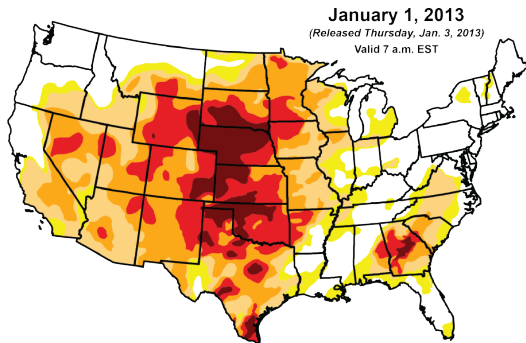 January 1, 2013
(Released Thursday, Jan. 3, 2013)
Valid 7 a.m. EST